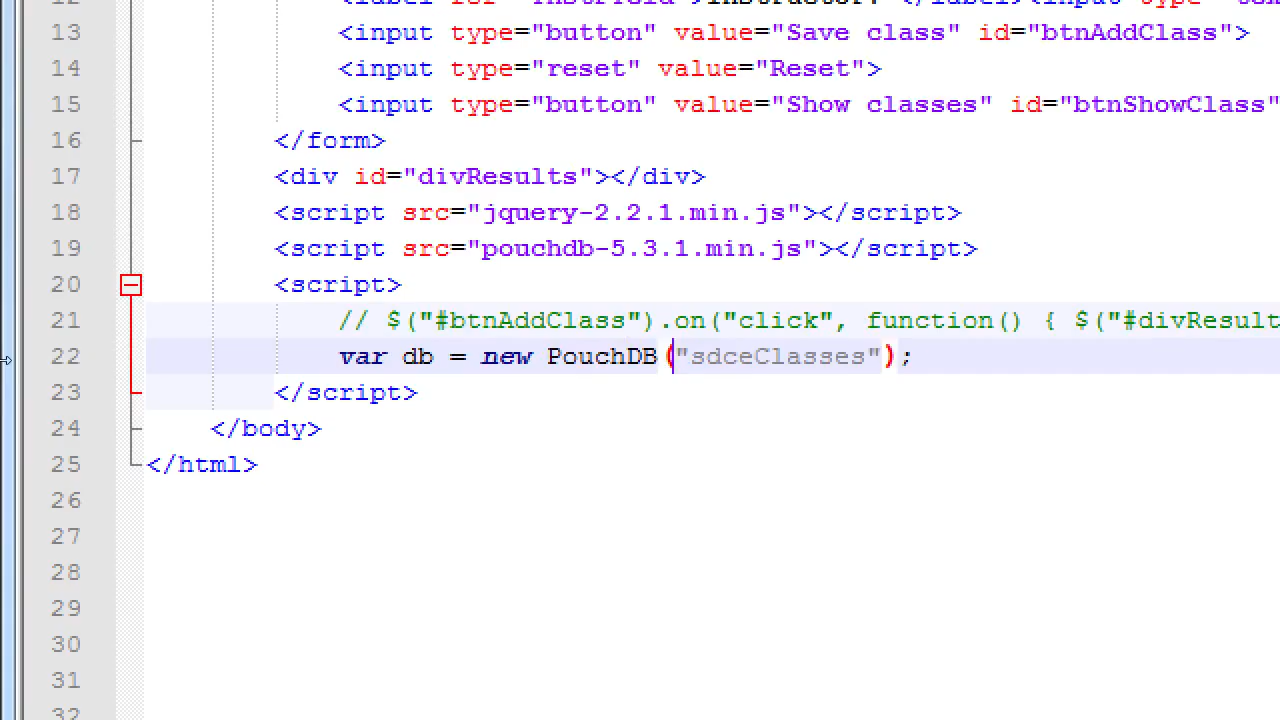 13 <input type="button" value="Save class" id="btnAddClass">
14 <input type="reset" value="Reset">
15 <input type="button" value="Show classes" id="btnShowClass"
16 </form>
17 <div id="divResults"></div>
18 <script src="jquery-2.2.1.min.js"></script>
19 <script src="pouchdb-5.3.1.min.js"></script>
20 <script>
21 // $("#btnAddClass").on("click", function() { $("#divResult
22 var db = new PouchDB("sdceClasses");
23 </script>
24 </body>
25 </html>
26
27
28
29
30
31
32